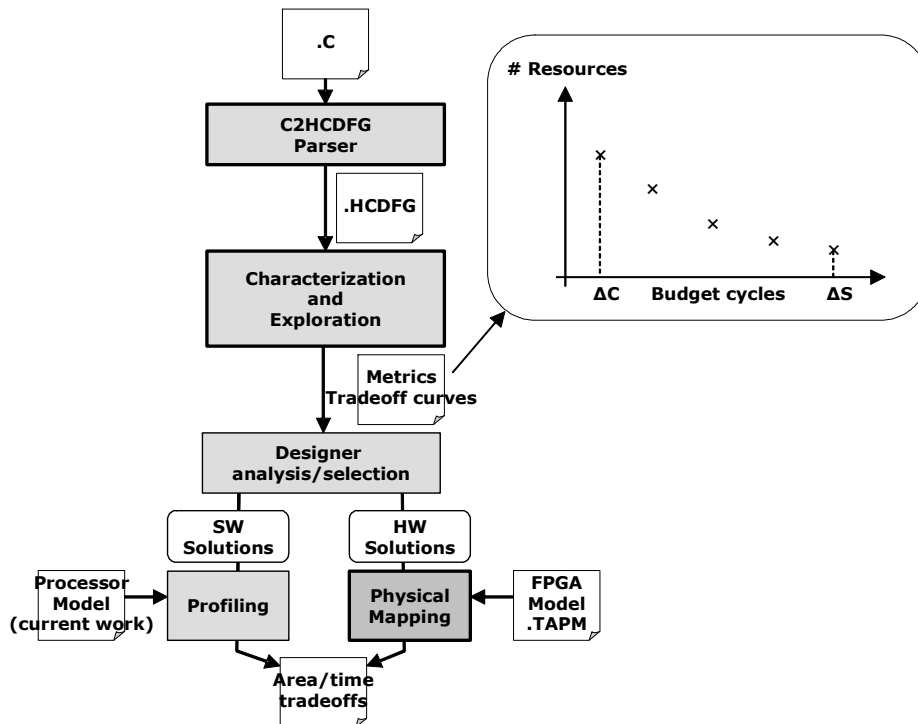 .C
C2HCDFG
Parser
.HCDFG
Characterization
and
Exploration
Metrics
Tradeoff curves
# Resources
ΔC
Budget cycles
ΔS
Designer
analysis/selection
SW
Solutions
HW
Solutions
Processor
Model
(current work)
Profiling
Physical
Mapping
FPGA
Model
.TAPM
Area/time
tradeoffs